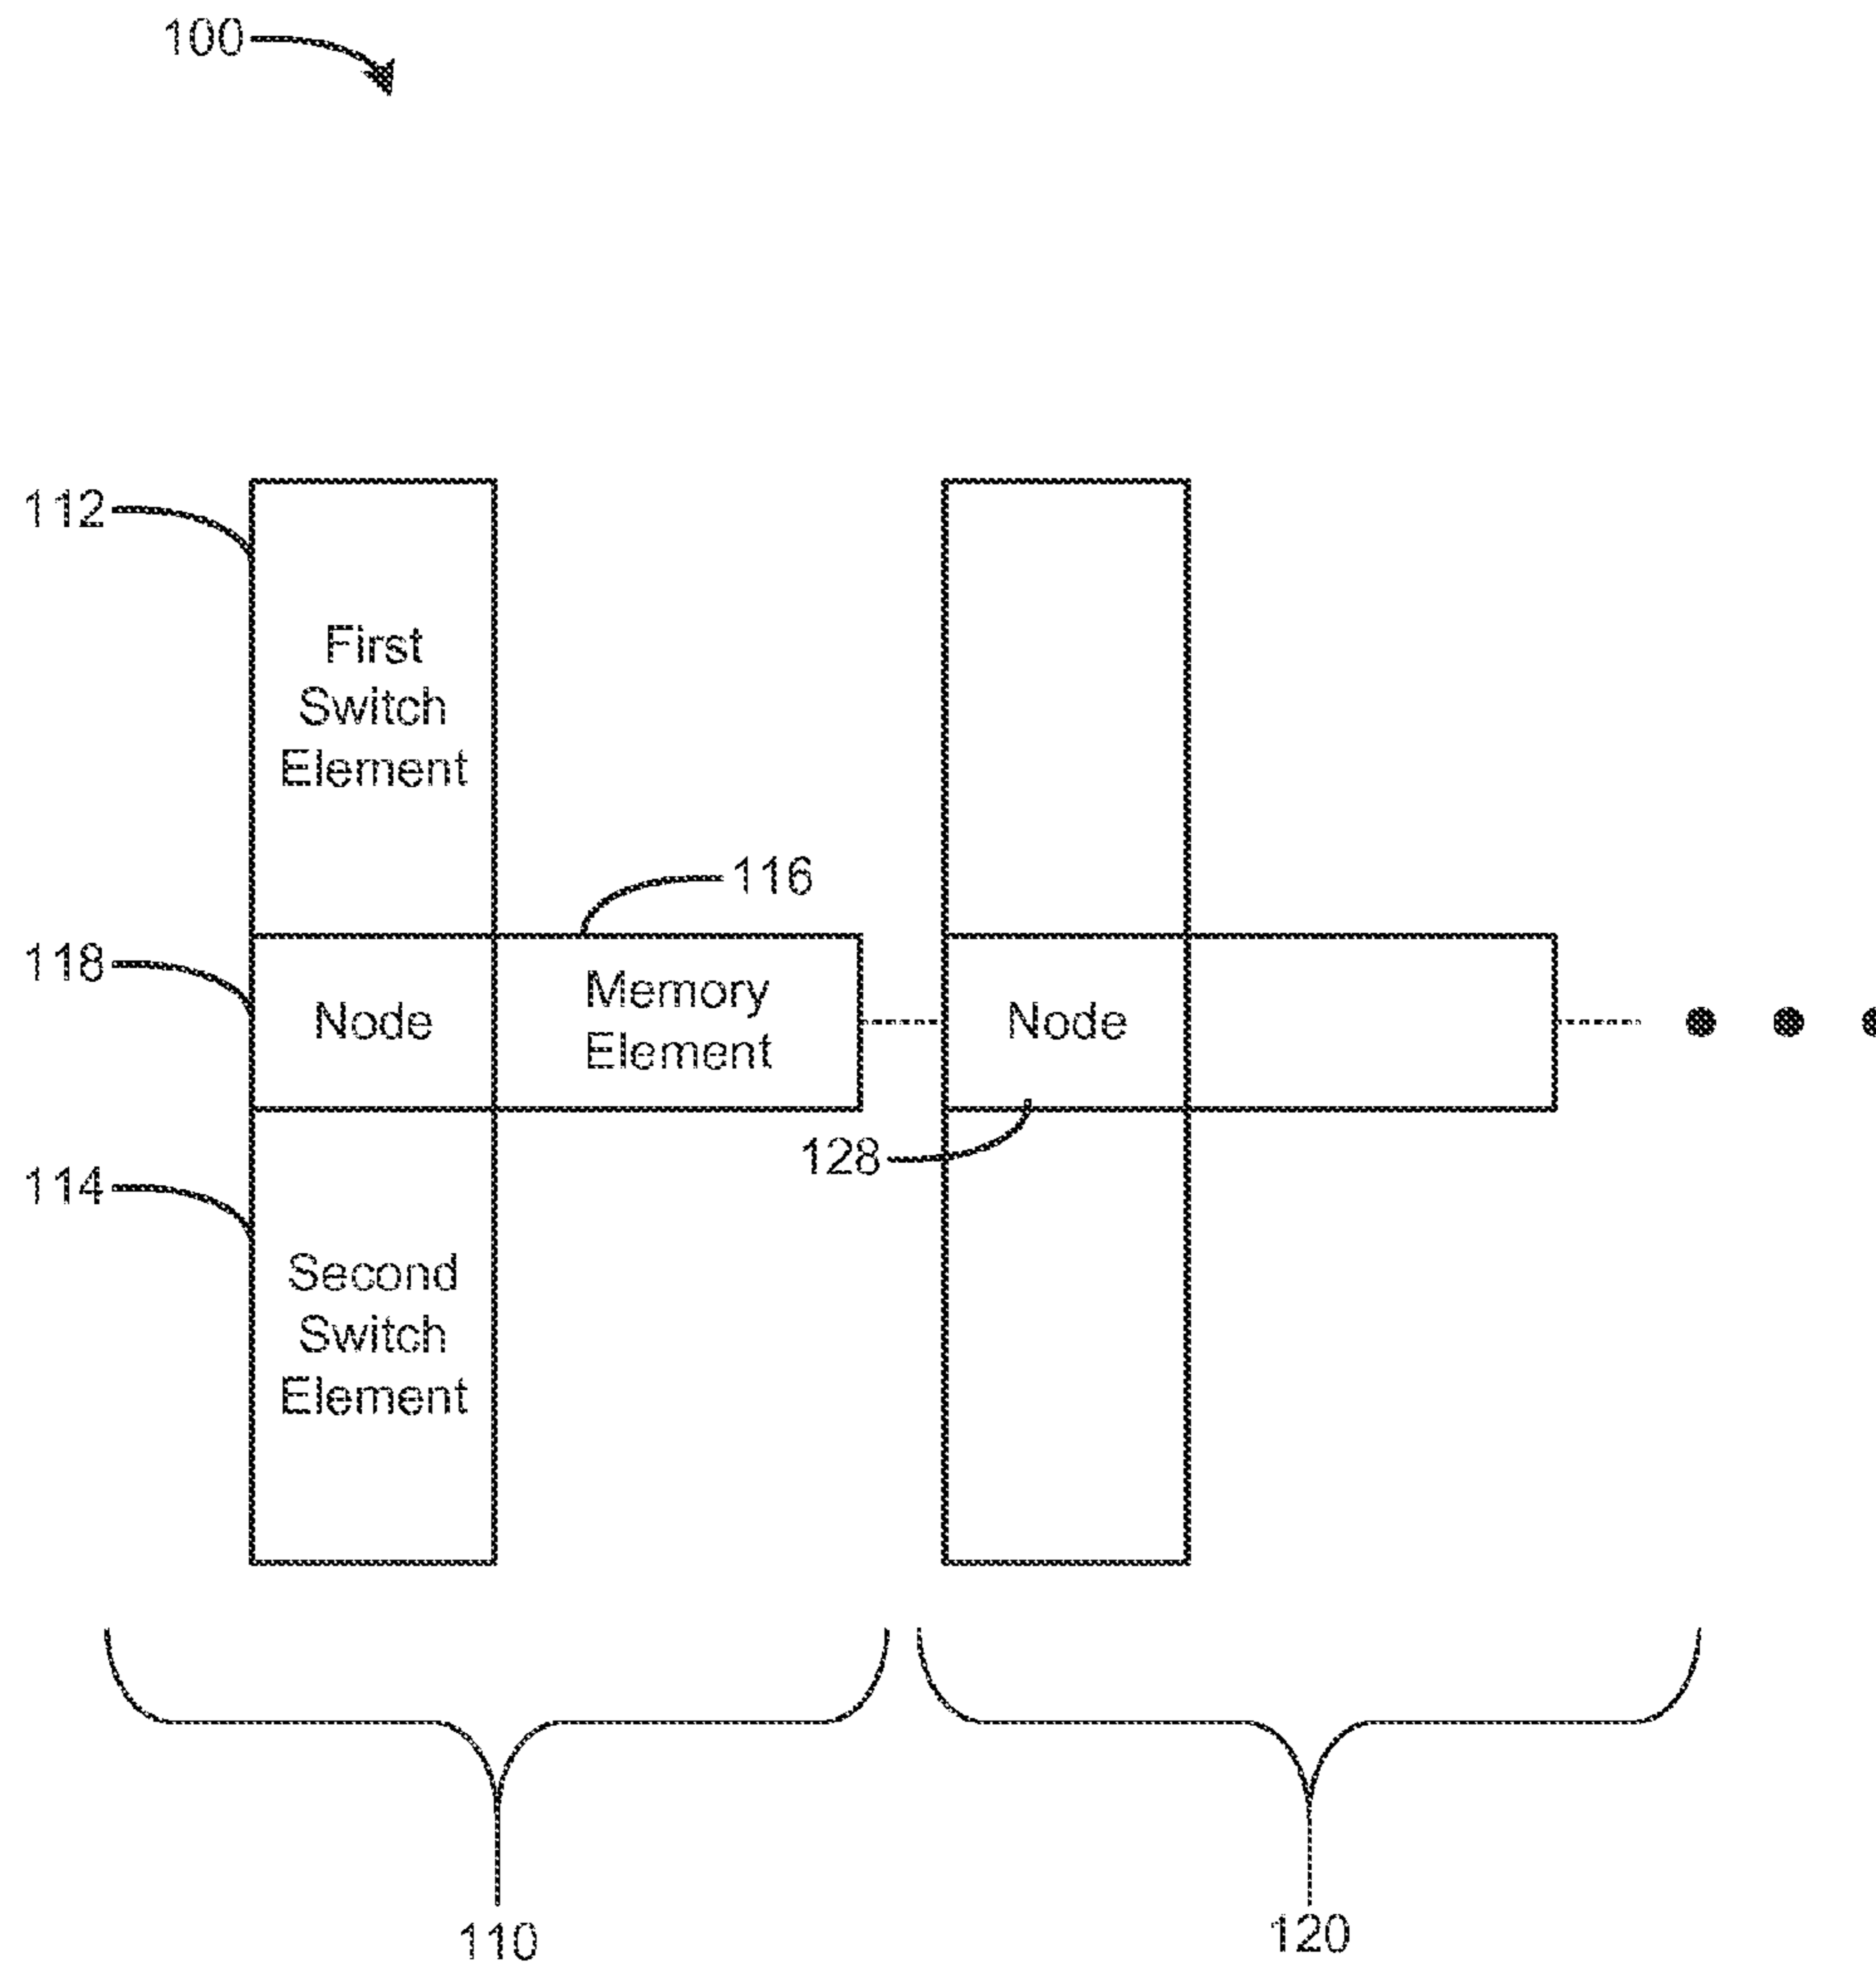 100
112
First
Switch
Element
116
118
Node
Memory
Element
Node
128
114
Second
Switch
Element
110
120